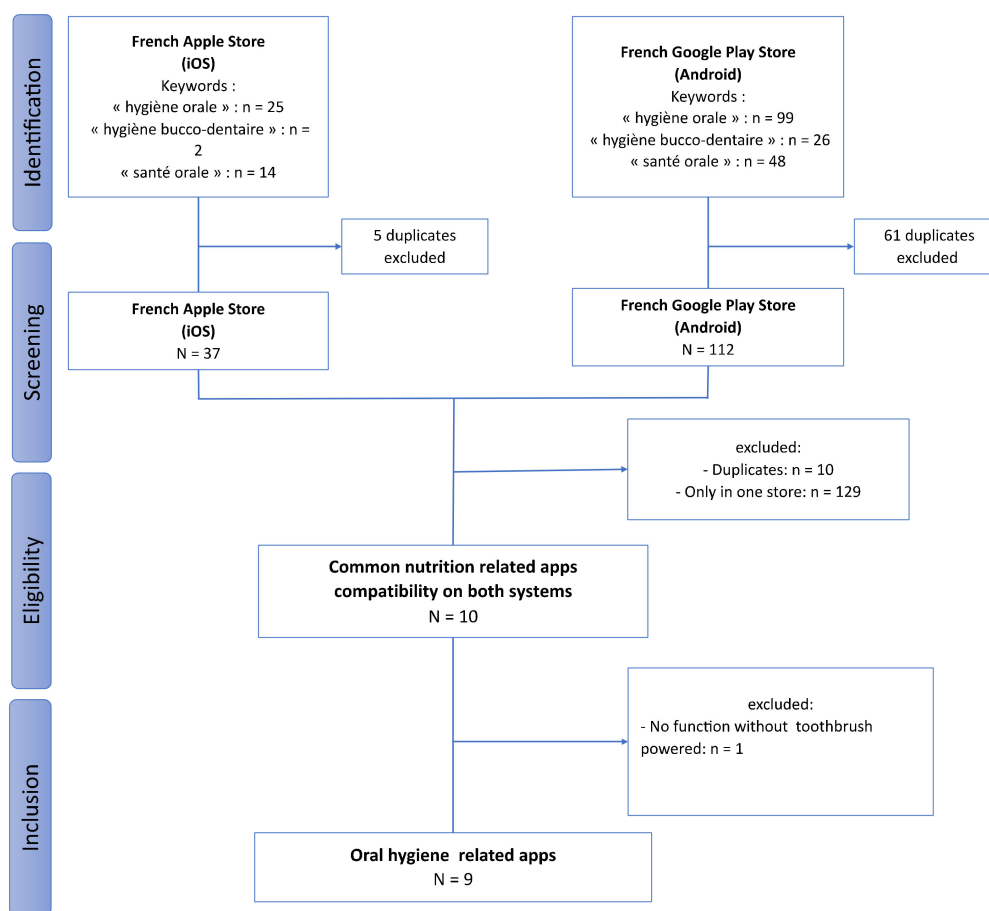 Identification
French Apple Store
(iOS)
Keywords :
« hygiène orale » : n = 25
« hygiène bucco-dentaire » : n =
2
« santé orale » : n = 14
French Google Play Store
(Android)
Keywords :
« hygiène orale » : n = 99
« hygiène bucco-dentaire » : n = 26
« santé orale » : n = 48
5 duplicates
excluded
61 duplicates
excluded
Screening
French Apple Store
(iOS)
N = 37
French Google Play Store
(Android)
N = 112
excluded:
- Duplicates: n = 10
- Only in one store: n = 129
Eligibility
Common nutrition related apps
compatibility on both systems
N = 10
excluded:
- No function without toothbrush
powered: n = 1
Inclusion
Oral hygiene related apps
N = 9